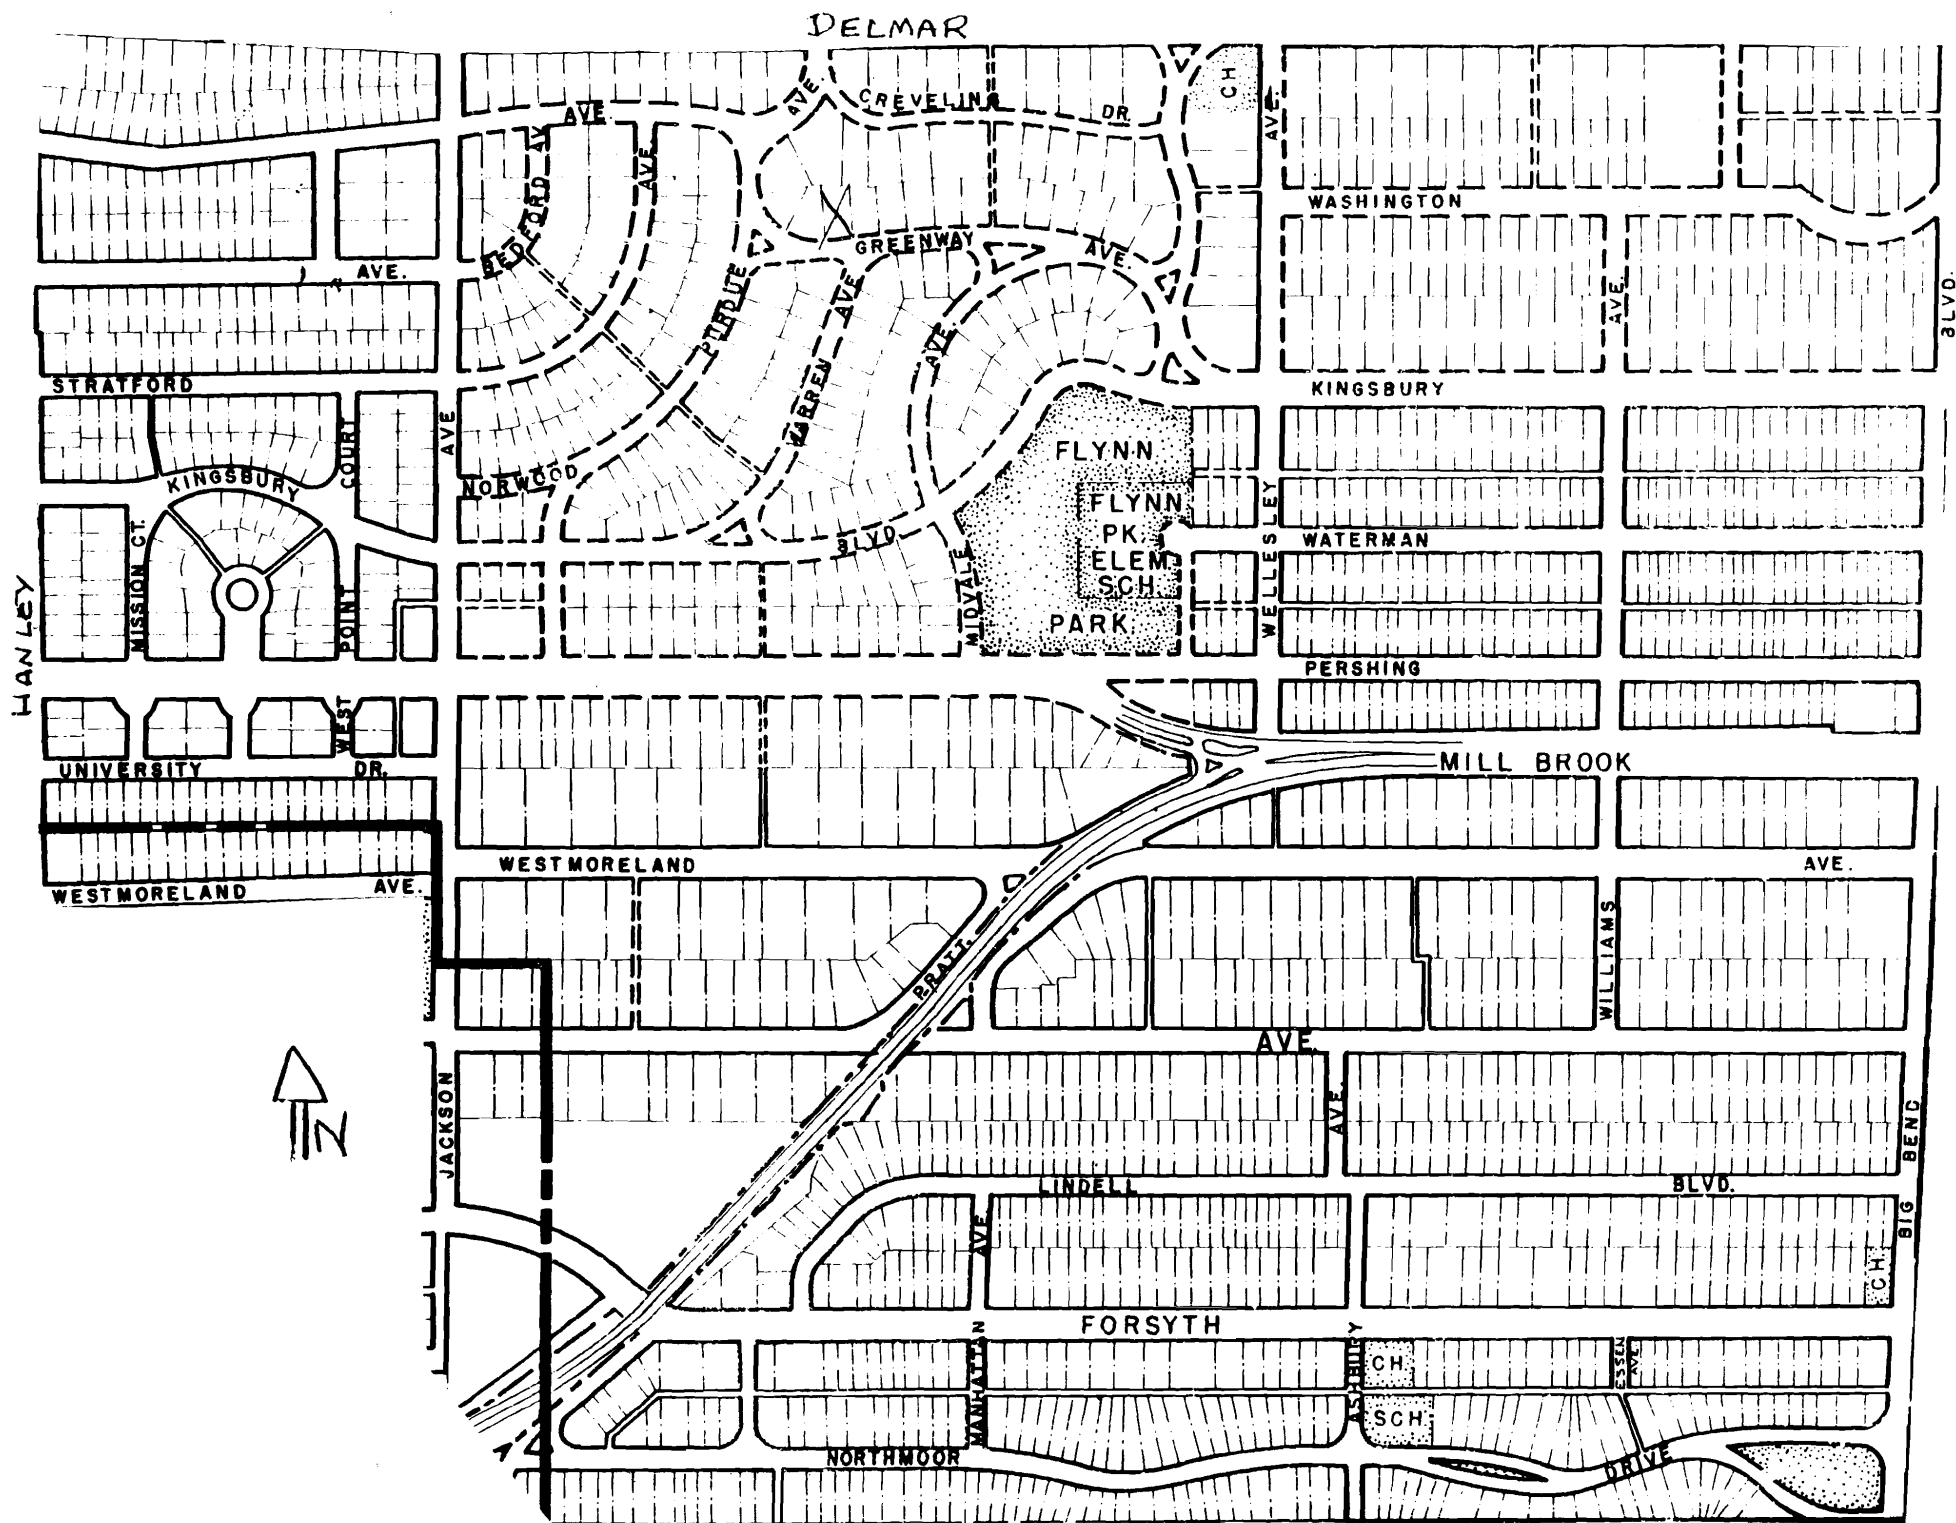 DELMAR
CH
CREVELING
DR.
AVE.
AVE.
AVE.
BEDFORD AV.
AVE.
WASHINGTON
GREENWAY
AVE.
AVE.
PURDUE
AVE.
AVE.
AVE.
BLVD.
STRATFORD
KINGSBURY
WARREN
COURT
AVE
FLYNN
NORWOOD
KINGSBURY
FLYNN
PK.
ELEM.
SCH.
PARK
WELLESLEY
WATERMAN
BLVD.
MIDVALE
MISSION CT.
POINT
HANLEY
PERSHING
WEST
UNIVERSITY
DR.
MILL BROOK
WESTMORELAND
AVE.
WESTMORELAND
AVE.
WILLIAMS
PRATT
AVE.
N
JACKSON
AVE.
BEND
LINDELL
BLVD.
BIG
AVE.
CH
FORSYTH
MANHATTAN
ASHBURY
CH
ESSEN
AVE.
SCH.
NORTHMOOR
DRIVE